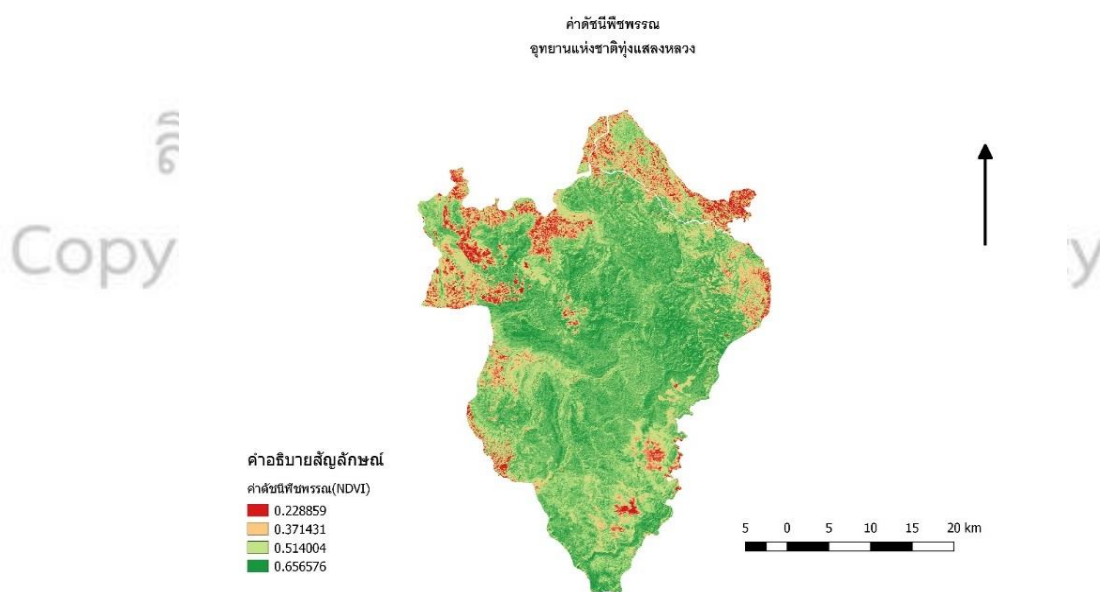 ค่าดัชนีพืชพรรณ
อุทยานแห่งชาติทุ่งแสลงหลวง
Copy
y
คำอธิบายสัญลักษณ์
ค่าดัชนีพืชพรรณ(NDVI)
0.228859
0.371431
0.514004
0.656576
5 0 5 10 15 20 km